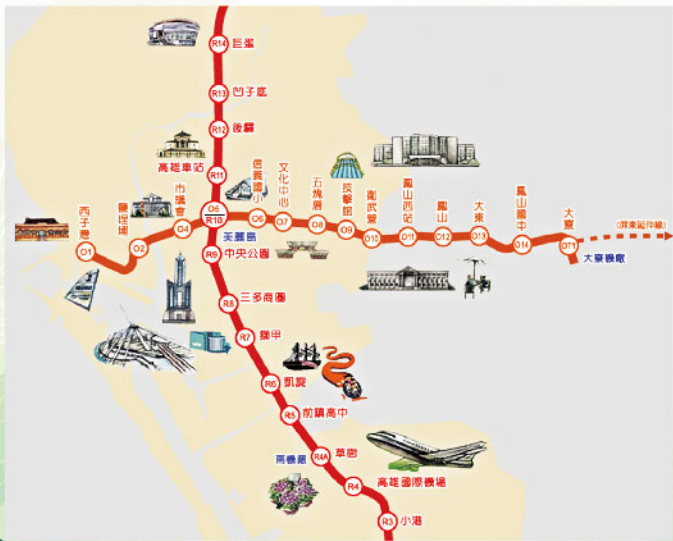 R14 巨蛋
R13 凹子底
R12 後驛
高雄車站 R11
O5
R10
美麗島
西子灣
O1
鹽埕埔
O2
市議會
O4
信義國小
O6
文化中心
O7
五塊厝
O8
技擊館
O9
衛武營
O10
鳳山西站
O11
鳳山
O12
大東
O13
鳳山國中
O14
大寮
OT1
(屏東延伸線)
大寮機廠
R9 中央公園
R8 三多商圈
R7 獅甲
R6 凱旋
R5 前鎮高中
南機廠
R4A 草衙
R4 高雄國際機場
R3 小港